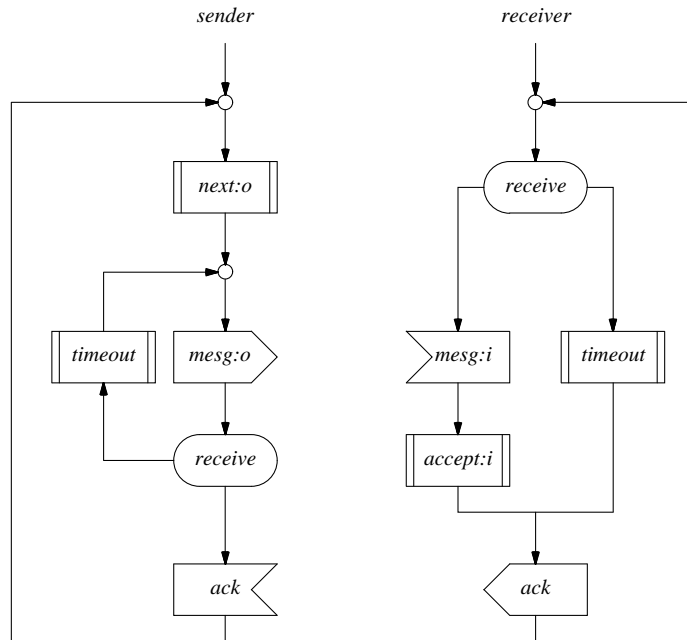 sender
receiver
next:o
receive
timeout
mesg:o
mesg:i
timeout
receive
accept:i
ack
ack